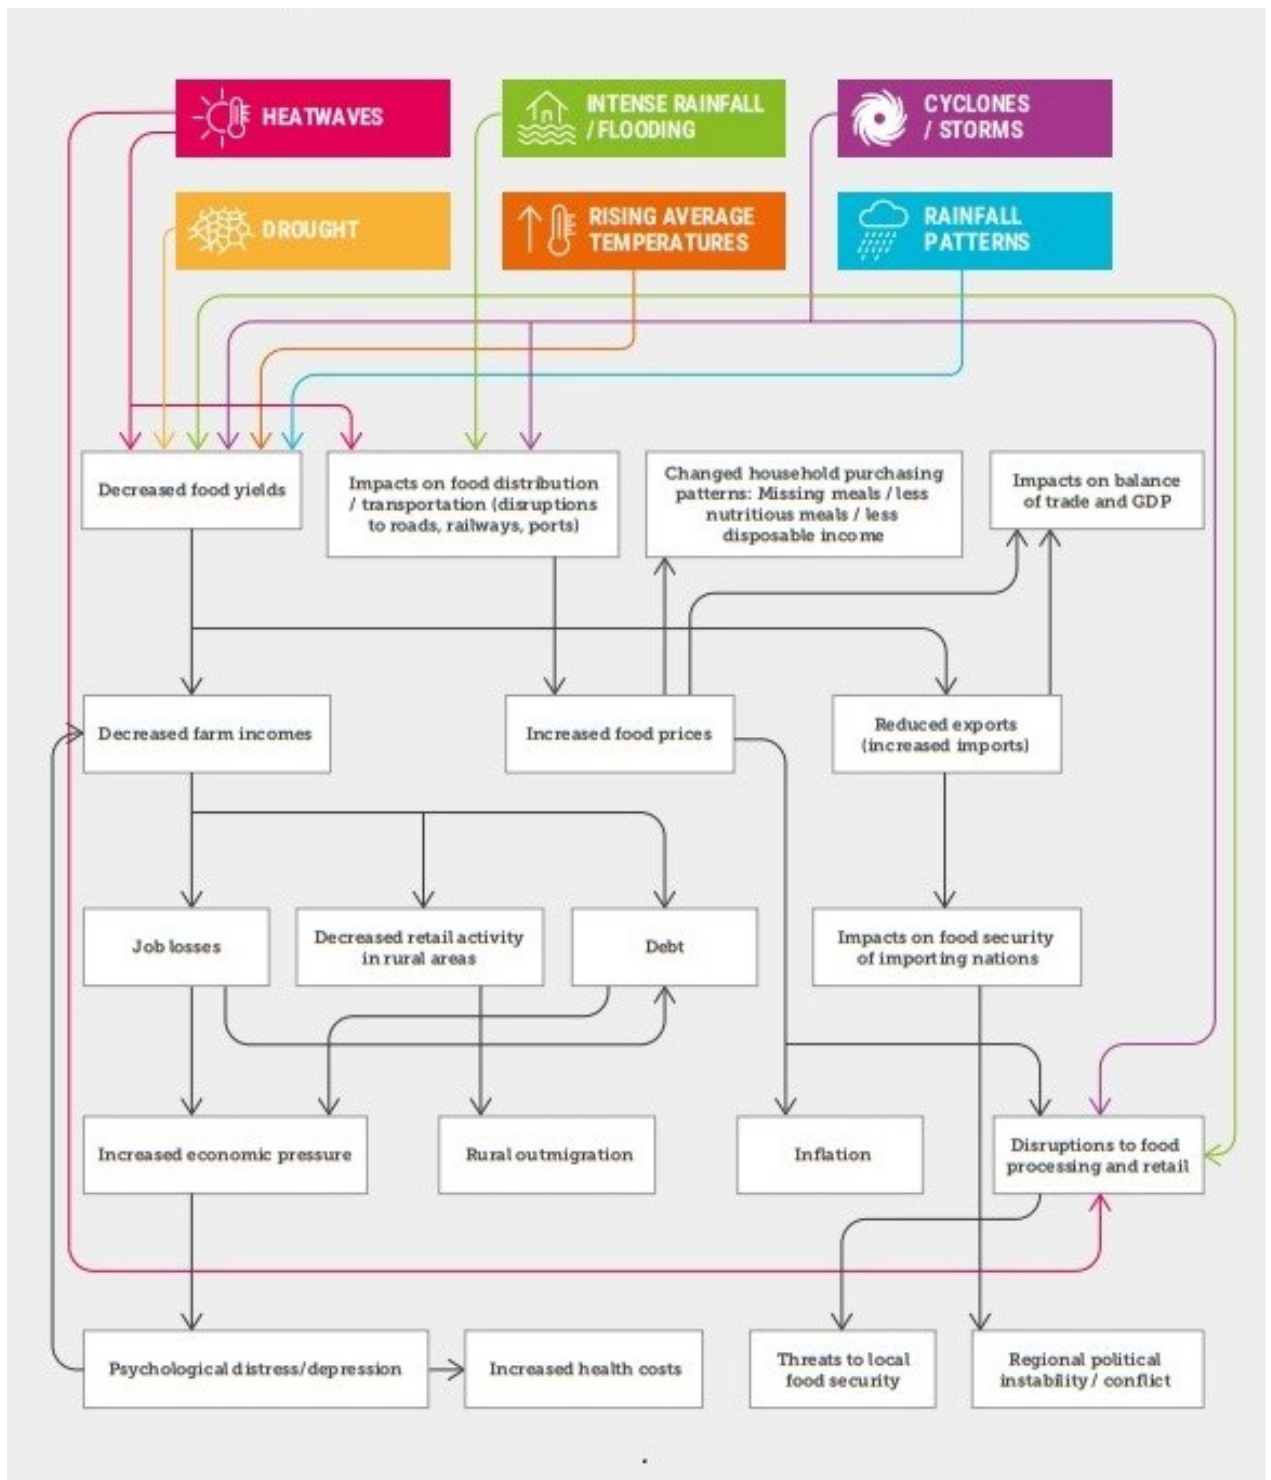 HEATWAVES
INTENSE RAINFALL
/ FLOODING
CYCLONES
/ STORMS
DROUGHT
RISING AVERAGE
TEMPERATURES
RAINFALL
PATTERNS
Decreased food yields
Impacts on food distribution
/ transportation (disruptions
to roads, railways, ports)
Changed household purchasing
patterns: Missing meals / less
nutritious meals / less
disposable income
Impacts on balance
of trade and GDP
Decreased farm incomes
Increased food prices
Reduced exports
(increased imports)
Job losses
Decreased retail activity
in rural areas
Debt
Impacts on food security
of importing nations
Increased economic pressure
Rural outmigration
Inflation
Disruptions to food
processing and retail
Psychological distress/depression
Increased health costs
Threats to local
food security
Regional political
instability / conflict